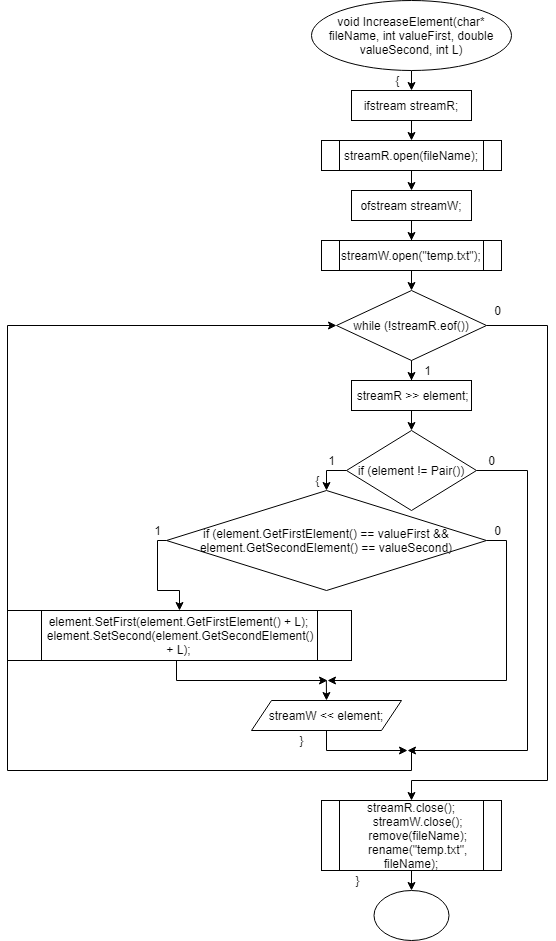 void IncreaseElement(char*
fileName, int valueFirst, double
valueSecond, int L)
{
ifstream streamR;
streamR.open(fileName);
ofstream streamW;
streamW.open("temp.txt");
0
while (!streamR.eof())
1
streamR >> element;
1
if (element != Pair())
0
{
1
if (element.GetFirstElement() == valueFirst &&
element.GetSecondElement() == valueSecond)
0
element.SetFirst(element.GetFirstElement() + L);
element.SetSecond(element.GetSecondElement()
+ L);
streamW << element;
}
streamR.close();
streamW.close();
remove(fileName);
rename("temp.txt",
fileName);
}